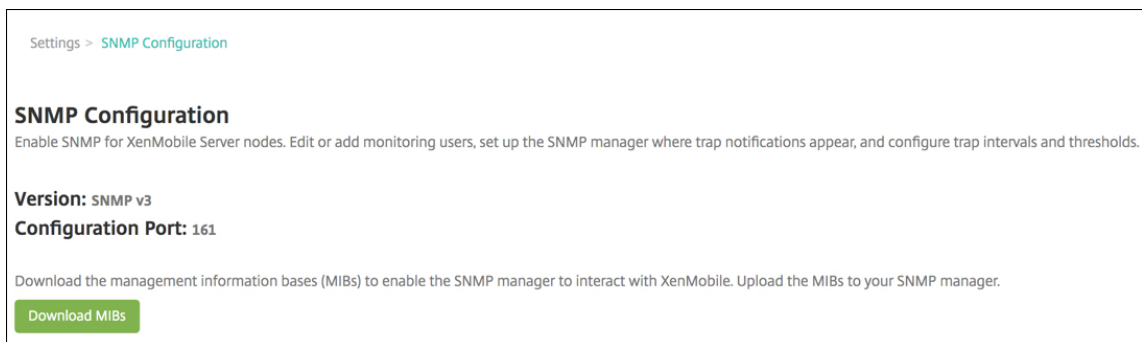 Settings > SNMP Configuration
SNMP Configuration
Enable SNMP for XenMobile Server nodes. Edit or add monitoring users, set up the SNMP manager where trap notifications appear, and configure trap intervals and thresholds.
Version: SNMP v3
Configuration Port: 161
Download the management information bases (MIBs) to enable the SNMP manager to interact with XenMobile. Upload the MIBs to your SNMP manager.
Download MIBs